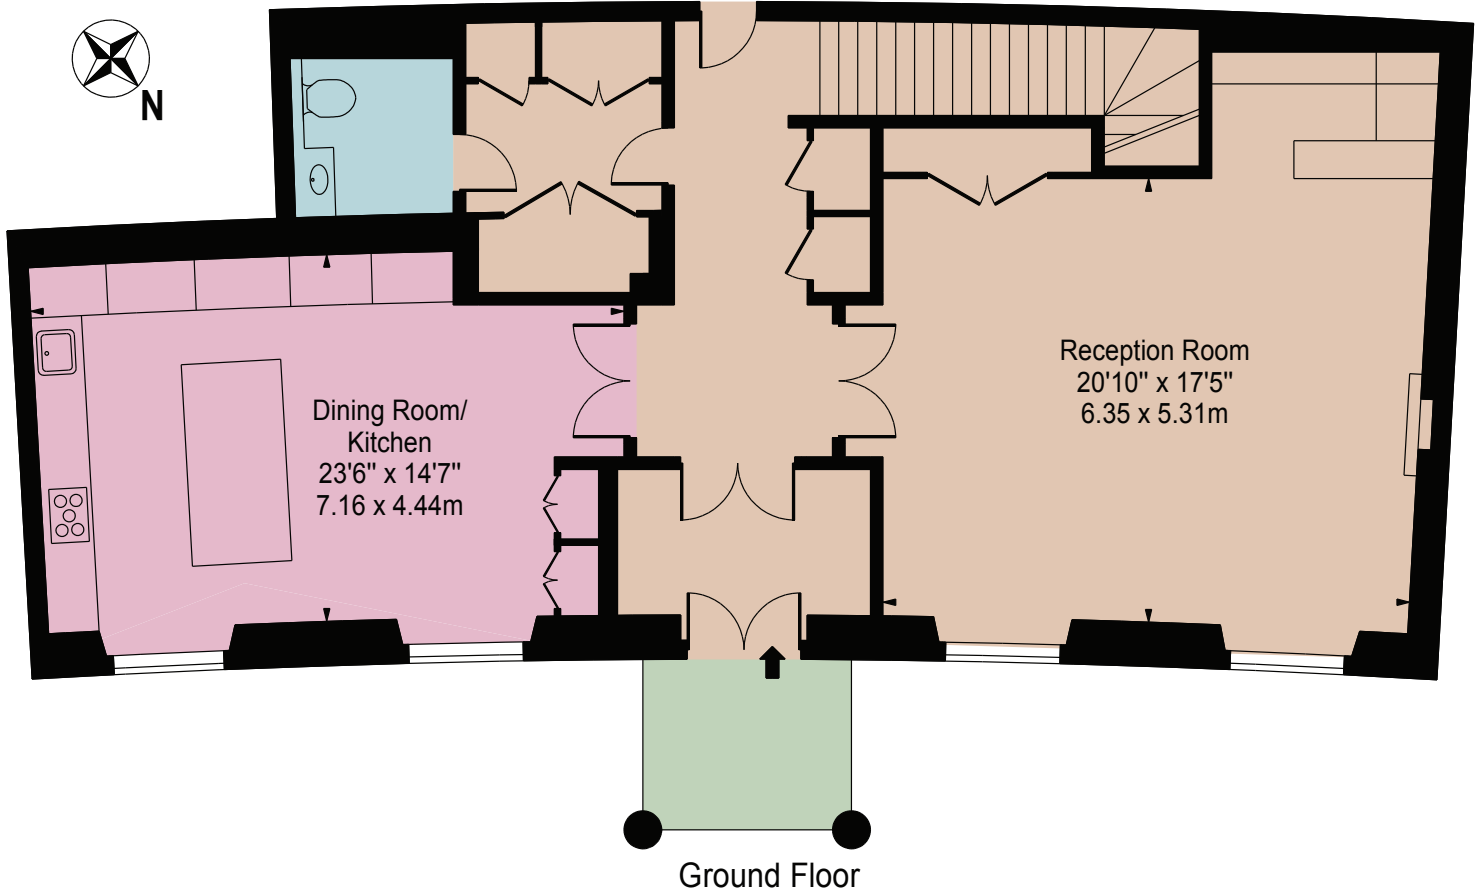 N
Reception Room
20'10" x 17'5"
6.35 x 5.31m
Dining Room/
Kitchen
23'6" x 14'7"
7.16 x 4.44m
Ground Floor